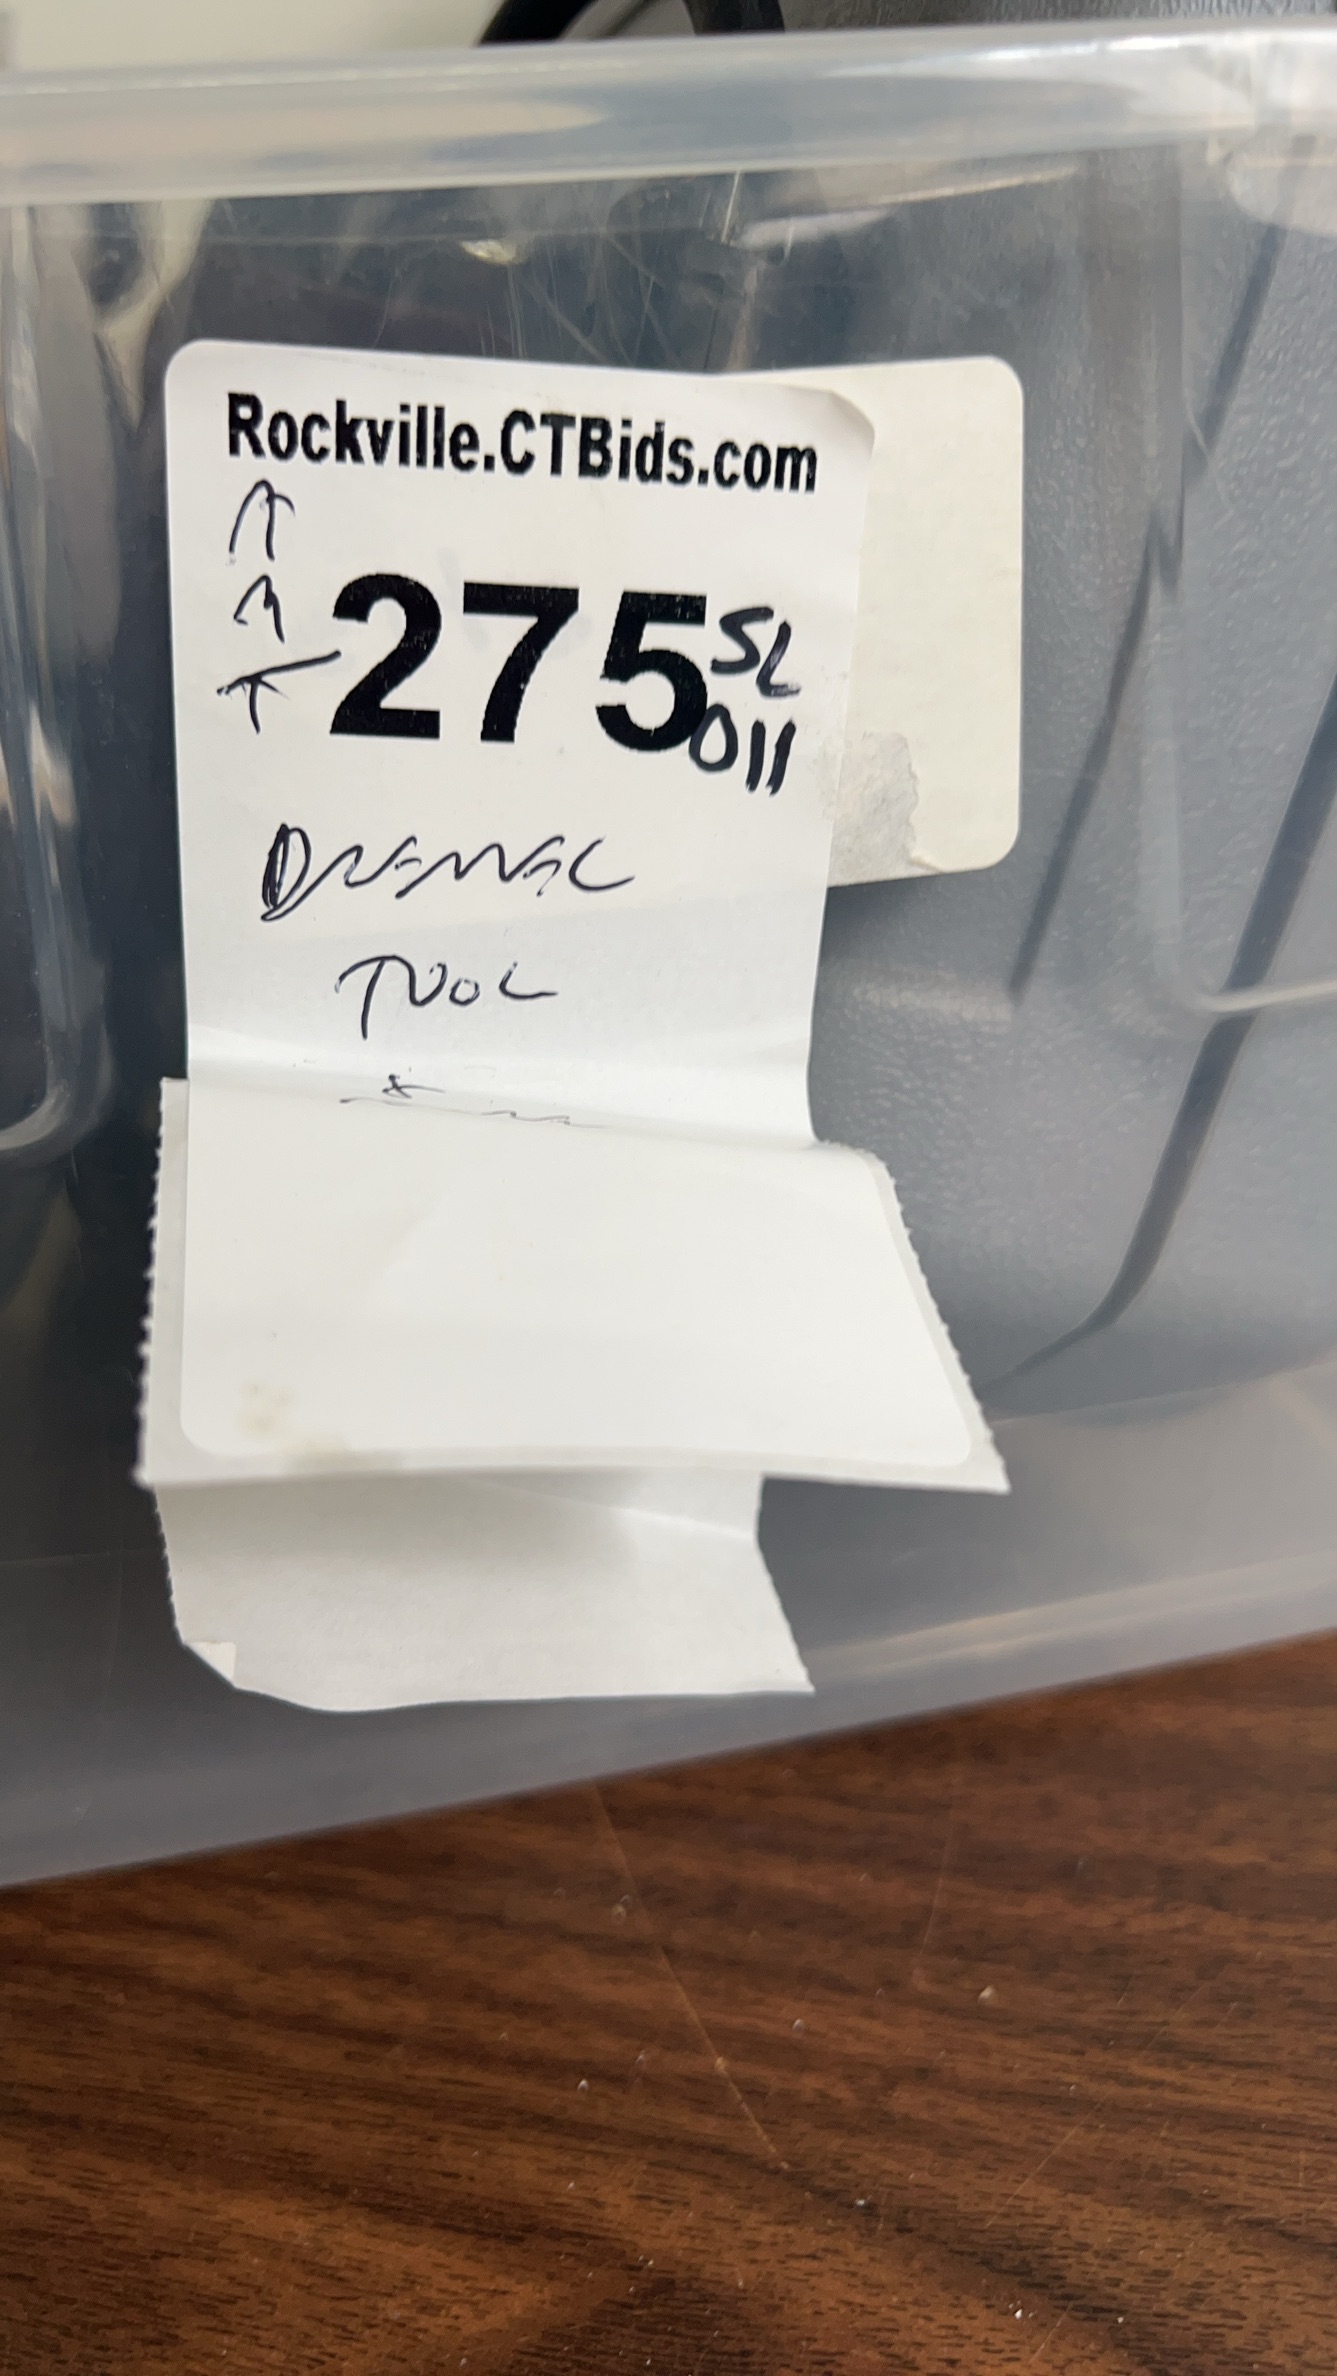 Rockville.CTBids.com
275 SL
011
DREMEL
TOOL
&